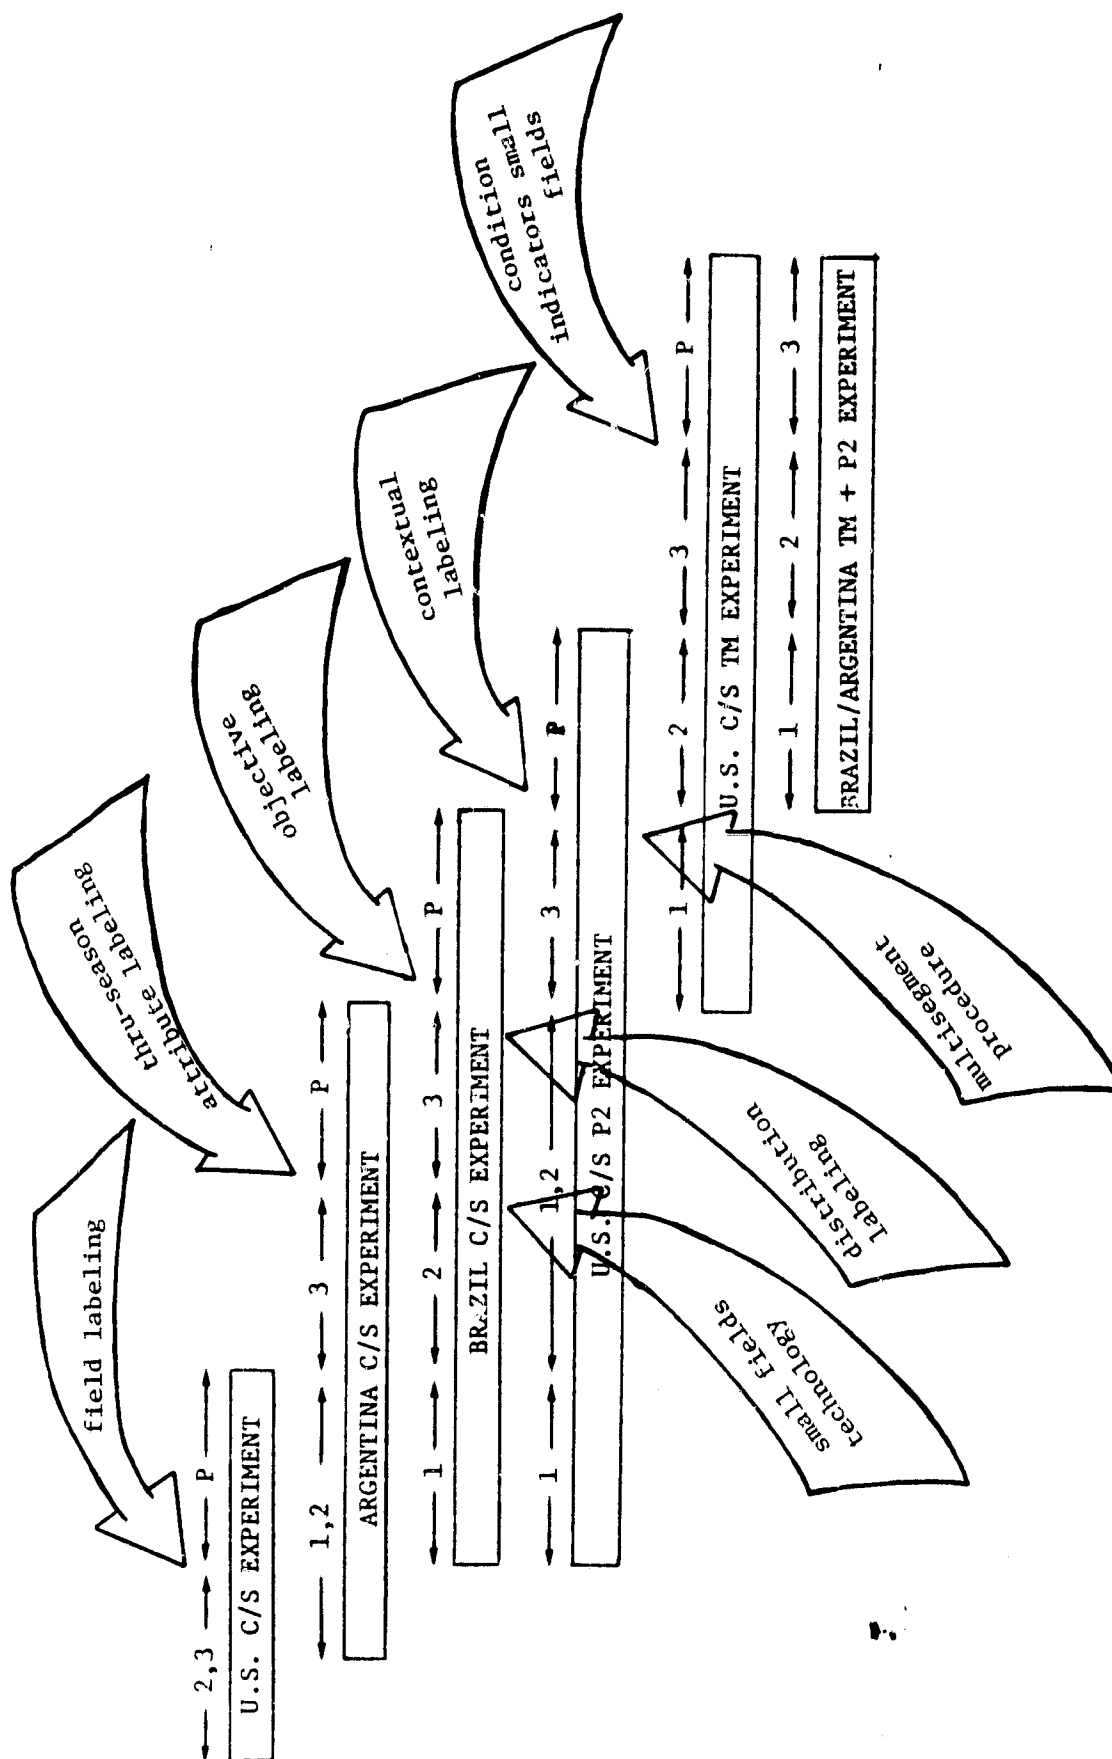 field labeling
2,3 P
U.S. C/S EXPERIMENT
thru-season
attribute labeling
1,2 3 P
ARGENTINA C/S EXPERIMENT
objective
labeling
1 2 3 P
BRAZIL C/S EXPERIMENT
contextual
labeling
1 1,2 3 P
U.S. C/S P2 EXPERIMENT
condition
indicators small
fields
1 2 3 P
U.S. C/S TM EXPERIMENT
1 2 3
BRAZIL/ARGENTINA TM + P2 EXPERIMENT
small fields
technology
distribution
labeling
multisegment
procedure